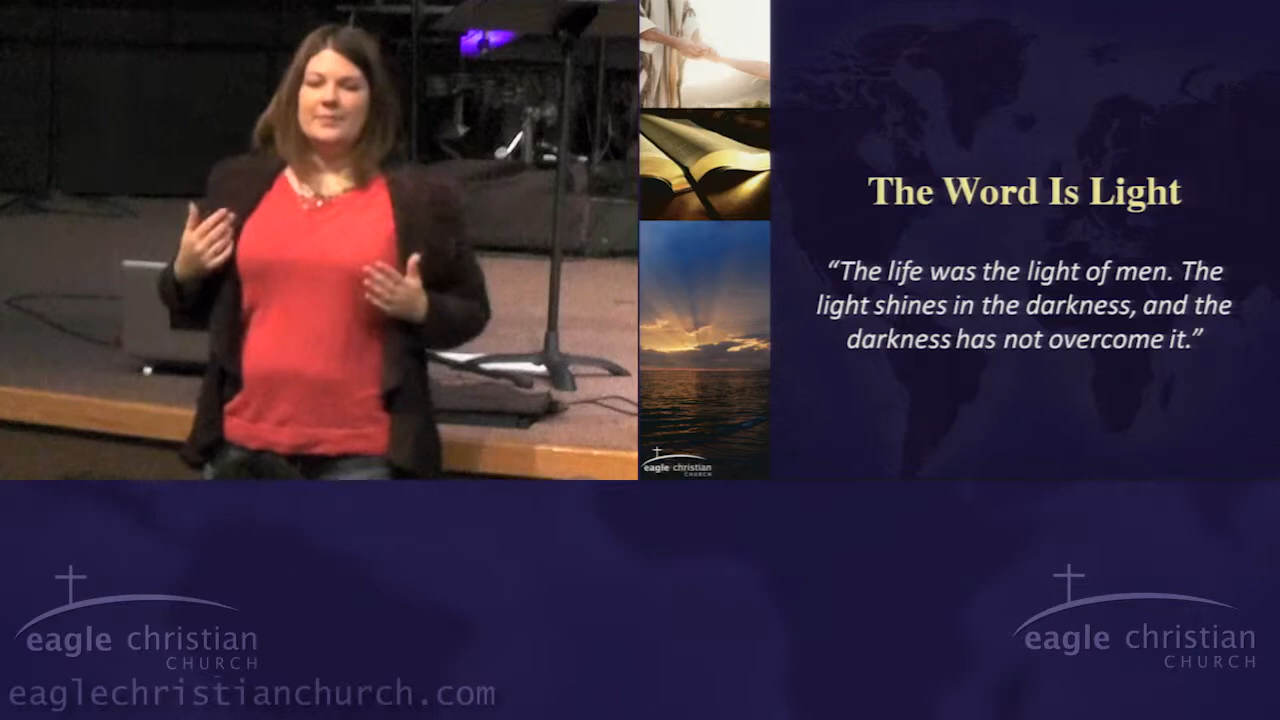 The Word Is Light
“The life was the light of men. The
light shines in the darkness, and the
darkness has not overcome it.”
eagle christian
CHURCH
eagle christian
CHURCH
eaglechristianchurch.com
eagle christian
CHURCH